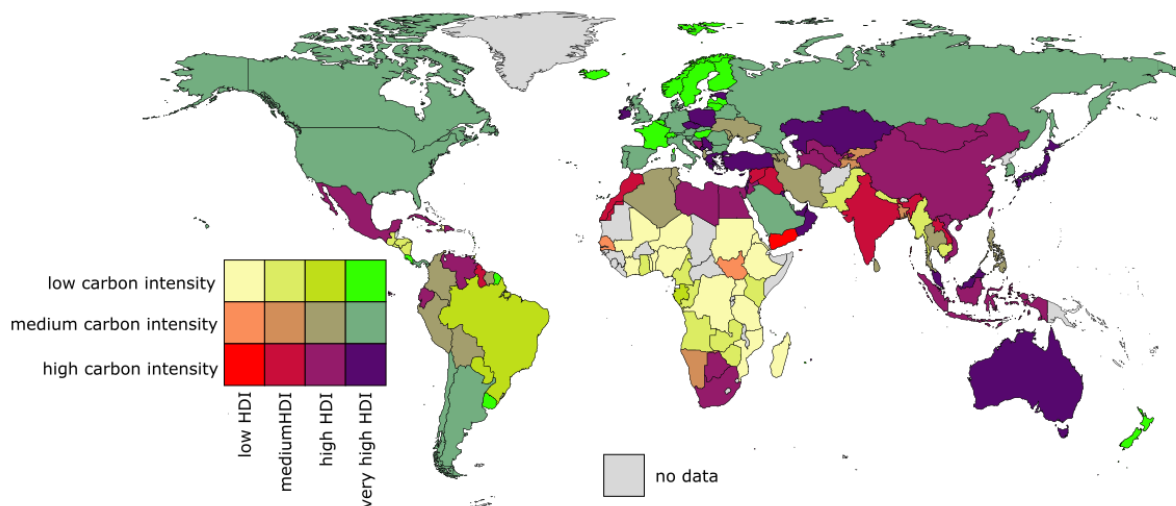 low carbon intensity
medium carbon intensity
high carbon intensity
low HDI
mediumHDI
high HDI
very high HDI
no data